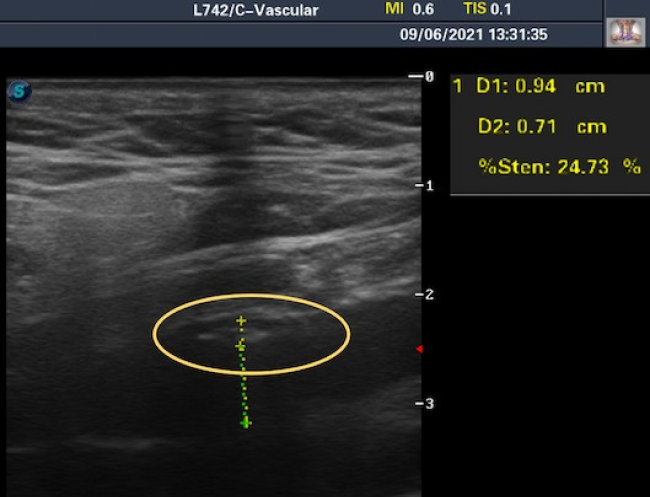 L742/C-Vascular MI 0.6 TIS 0.1
09/06/2021 13:31:35
S
0
1 D1: 0.94 cm
D2: 0.71 cm
%Sten: 24.73 %
1
2
3